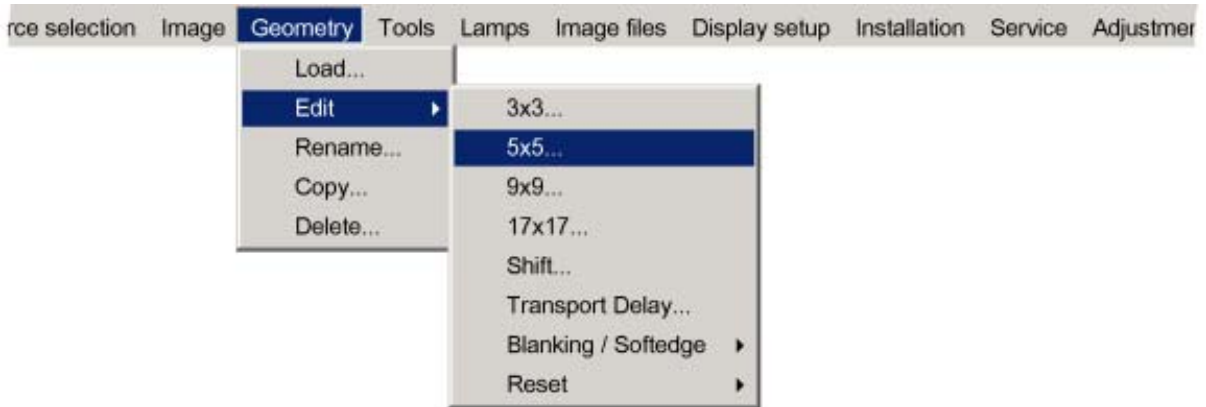 rce selection Image Geometry Tools Lamps Image files Display setup Installation Service Adjustmer
Load...
Edit
Rename...
Copy...
Delete...
3x3...
5x5...
9x9...
17x17...
Shift...
Transport Delay...
Blanking / Softedge
Reset